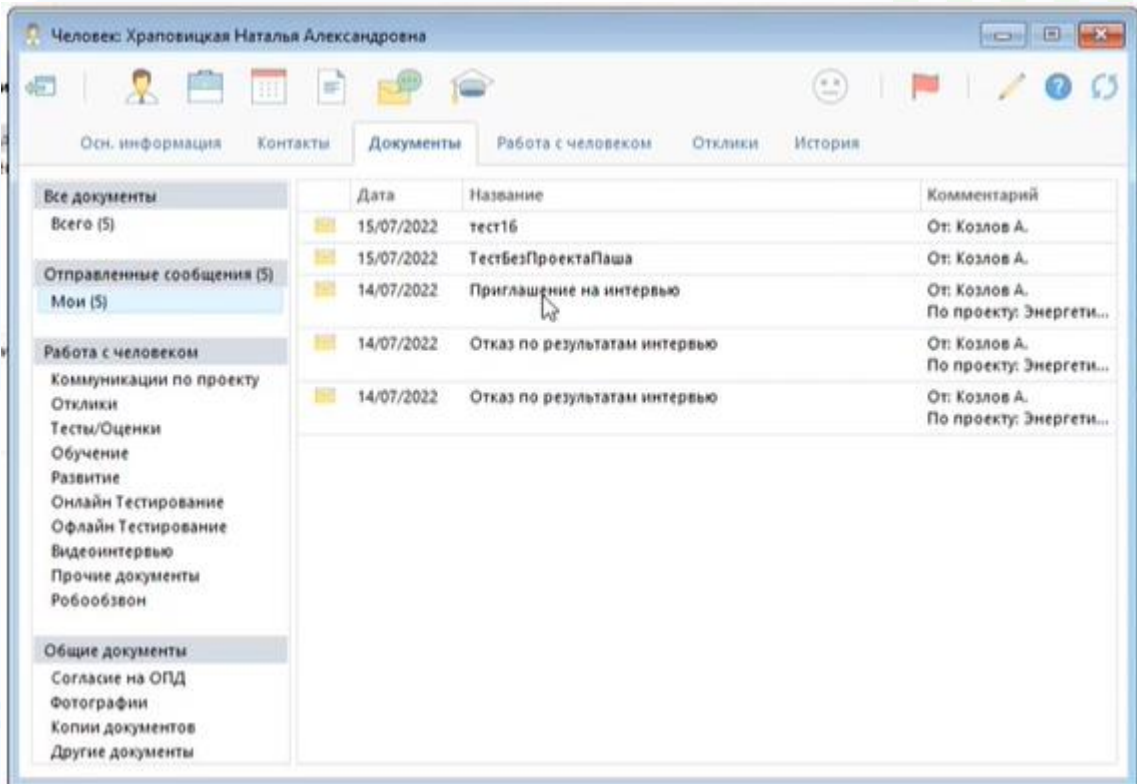 Человек: Храповицкая Наталья Александровна
Осн. информация Контакты Документы Работа с человеком Отклики История
Все документы
Всего (5)
Отправленные сообщения (5)
Мои (5)
Работа с человеком
Коммуникации по проекту
Отклики
Тесты/Оценки
Обучение
Развитие
Онлайн Тестирование
Офлайн Тестирование
Видеоинтервью
Прочие документы
Робообзвон
Общие документы
Согласие на ОПД
Фотографии
Копии документов
Другие документы
Дата Название Комментарий
15/07/2022 тест16 От: Козлов А.
15/07/2022 ТестБезПроектаПаша От: Козлов А.
14/07/2022 Приглашение на интервью От: Козлов А.
По проекту: Энергети...
14/07/2022 Отказ по результатам интервью От: Козлов А.
По проекту: Энергети...
14/07/2022 Отказ по результатам интервью От: Козлов А.
По проекту: Энергети...